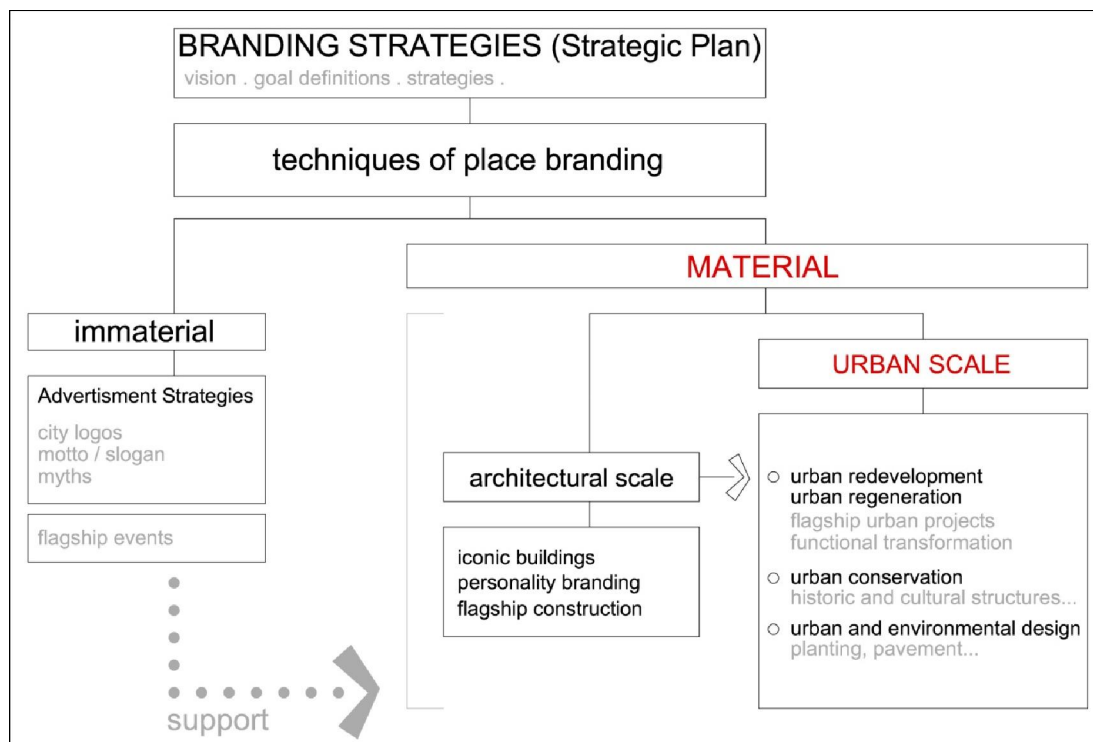 BRANDING STRATEGIES (Strategic Plan)
vision . goal definitions . strategies .
techniques of place branding
MATERIAL
immaterial
Advertisment Strategies
city logos
motto / slogan
myths
flagship events
support
architectural scale
iconic buildings
personality branding
flagship construction
URBAN SCALE
urban redevelopment
urban regeneration
flagship urban projects
functional transformation
urban conservation
historic and cultural structures...
urban and environmental design
planting, pavement...